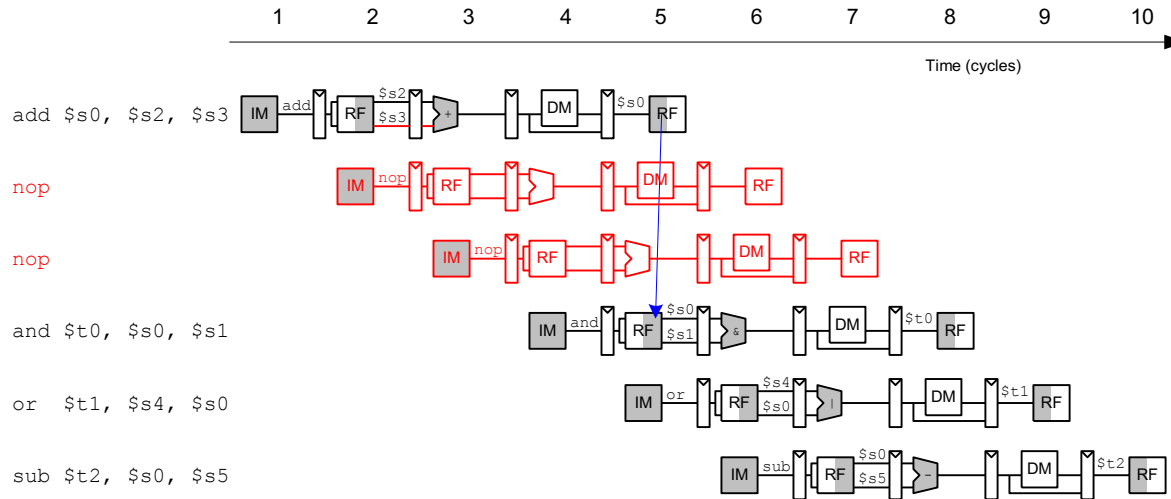 1 2 3 4 5 6 7 8 9 10
Time (cycles)
add $s0, $s2, $s3 IM add RF $s2 $s3 + DM $s0 RF
nop IM nop RF DM RF
nop IM nop RF DM RF
and $t0, $s0, $s1 IM and RF $s0 $s1 & DM $t0 RF
or $t1, $s4, $s0 IM or RF $s4 $s0 | DM $t1 RF
sub $t2, $s0, $s5 IM sub RF $s0 $s5 - DM $t2 RF